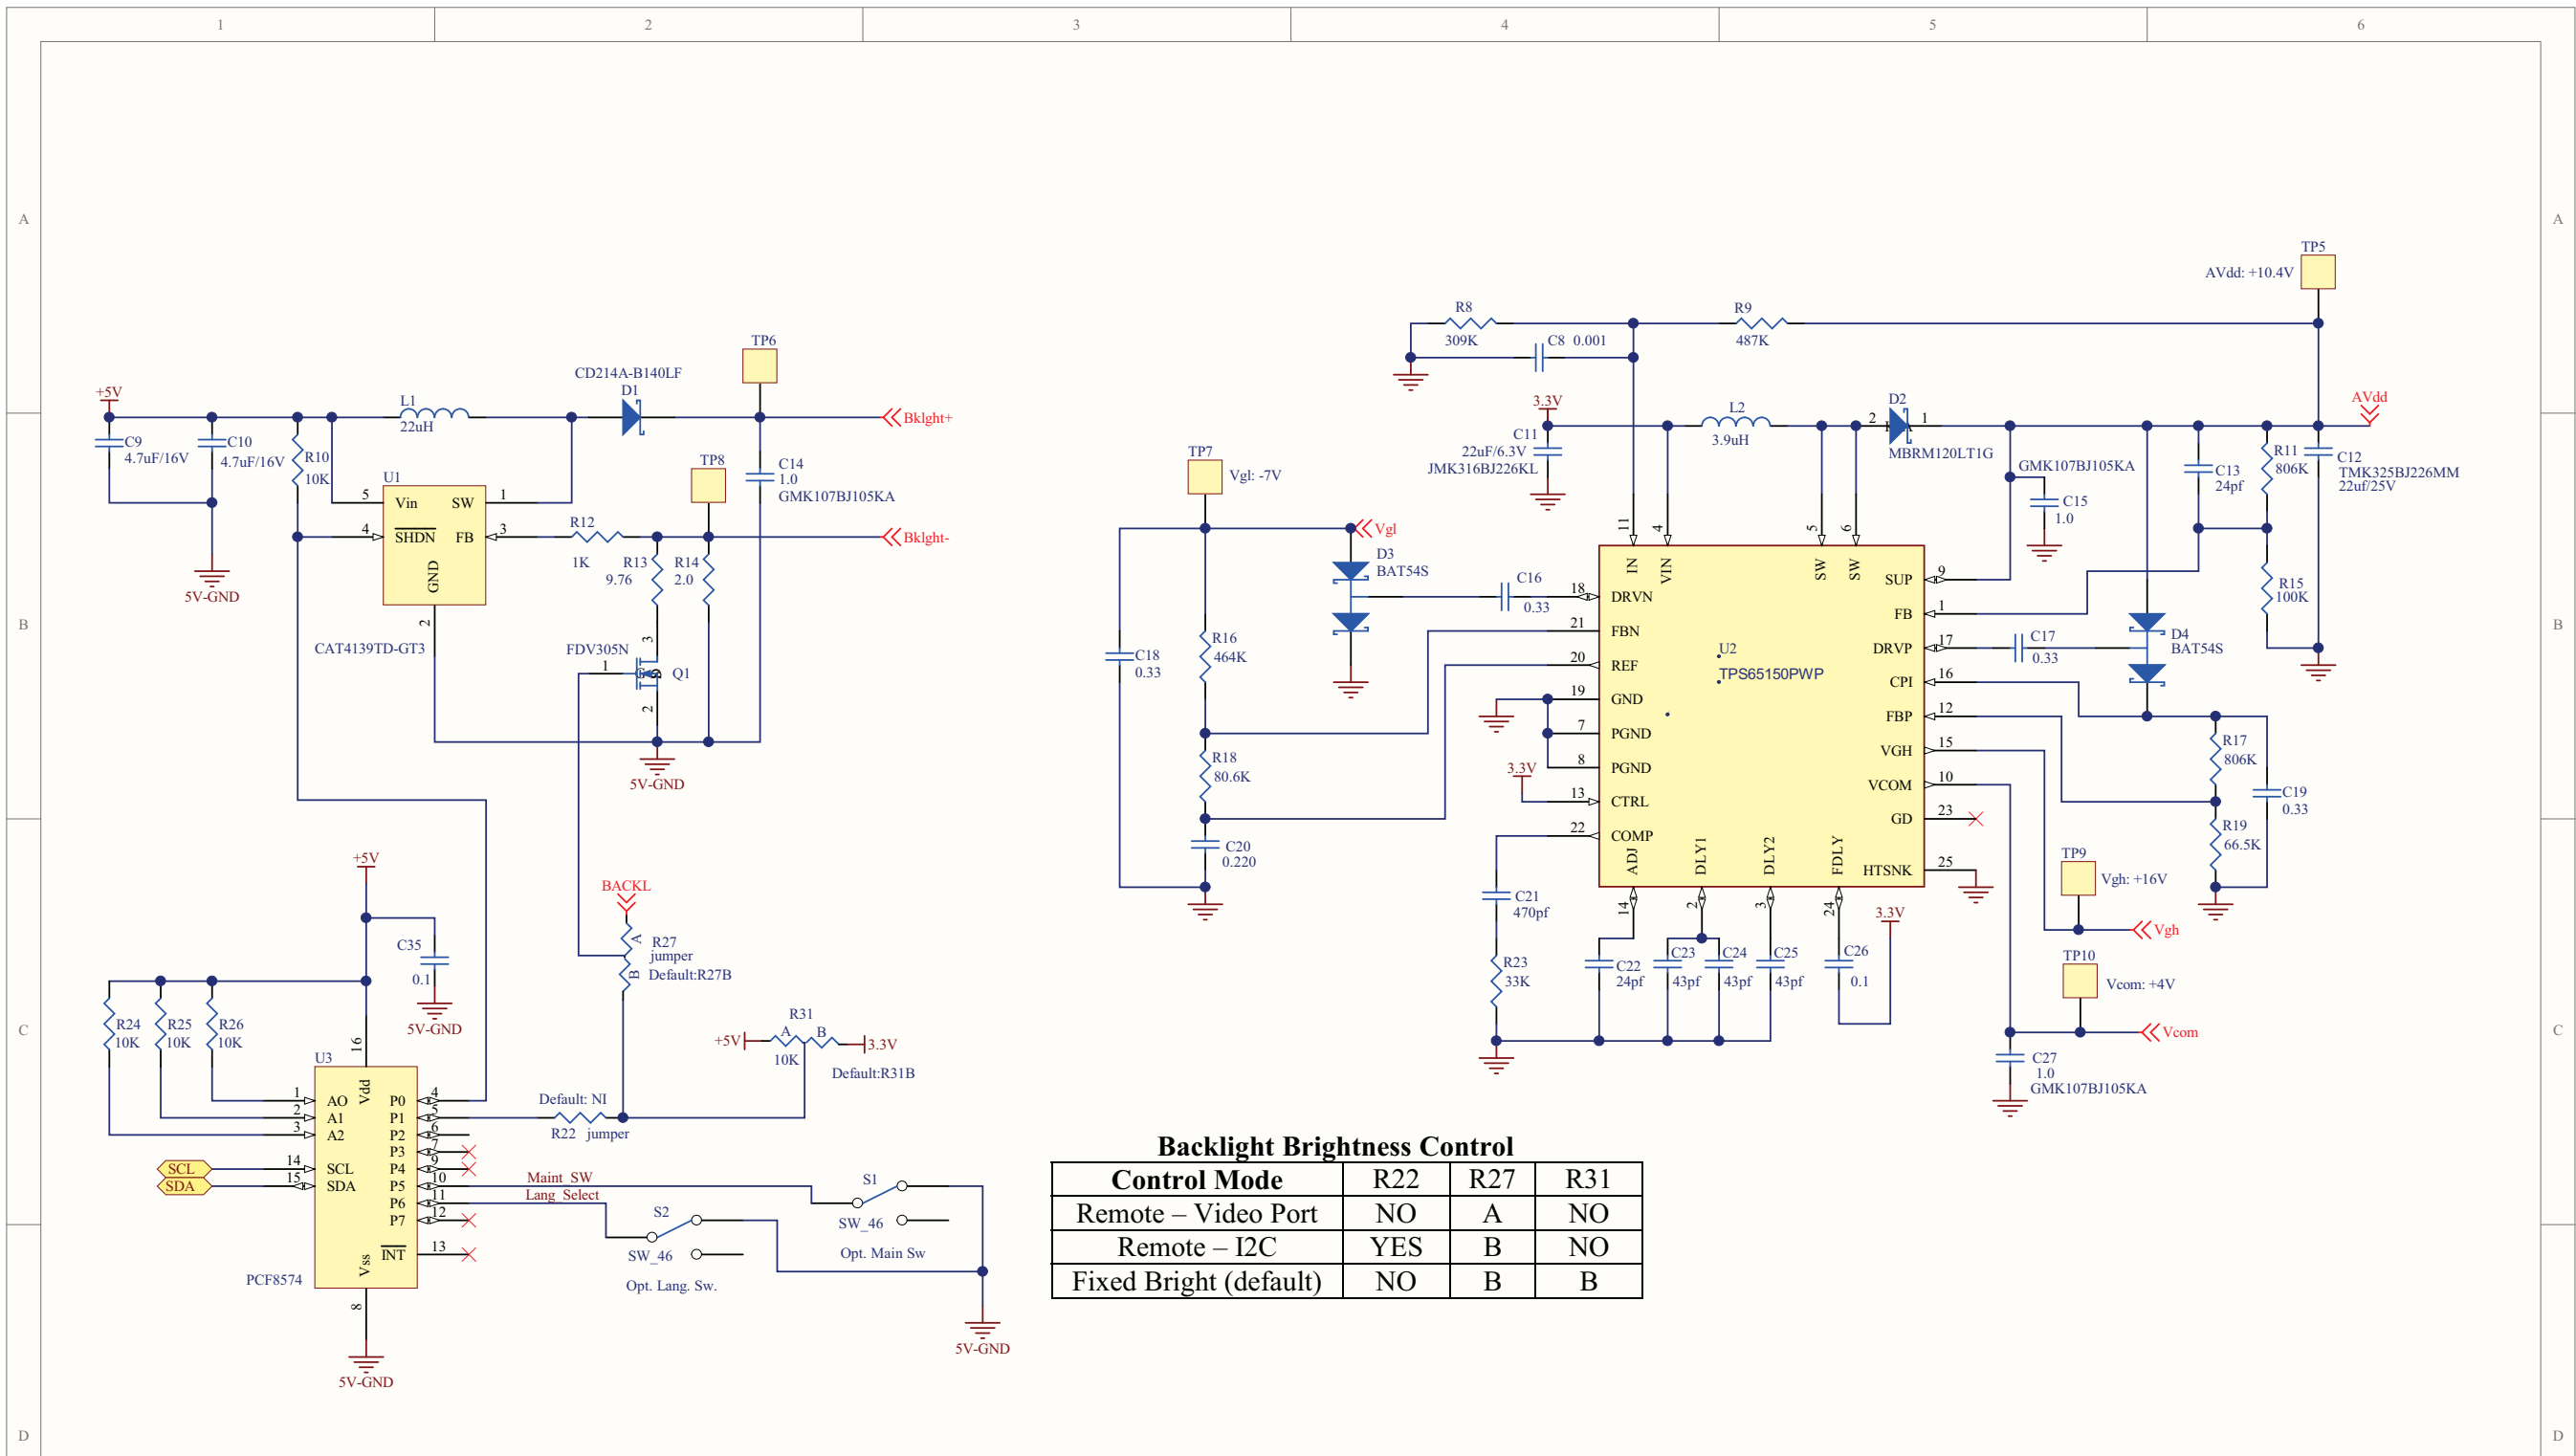 1 2 3 4 5 6
A A
B B
C C
D D
+5V
C9
4.7uF/16V
C10
4.7uF/16V
R10
10K
5V-GND
L1
22uH
CD214A-B140LF
D1
TP6
Bklght+
U1
5 Vin SW 1
4 SHDN FB 3
GND
2
CAT4139TD-GT3
R12
1K
TP8
C14
1.0
GMK107BJ105KA
Bklght-
R13
9.76
R14
2.0
FDV305N
1
3
2
Q1
5V-GND
BACKL
A
B
R27
jumper
Default:R27B
+5V
C35
0.1
5V-GND
R24
10K
R25
10K
R26
10K
U3
16
Vdd
1 AO P0 4
2 A1 P1 5
3 A2 P2 6
P3 7
14 SCL P4 9
15 SDA P5 10
P6 11
P7 12
INT 13
Vss
8
SCL
SDA
PCF8574
5V-GND
Default: NI
R22 jumper
R31
+5V A B 3.3V
10K
Default:R31B
Maint_SW
Lang_Select
S1
SW_46
Opt. Main Sw
S2
SW_46
Opt. Lang. Sw.
5V-GND
TP7
Vgl: -7V
Vgl
D3
BAT54S
C16
0.33
C18
0.33
R16
464K
R18
80.6K
C20
0.220
R8
309K
C8 0.001
R9
487K
3.3V
C11
22uF/6.3V
JMK316BJ226KL
L2
3.9uH
2 D2 1
MBRM120LT1G
TP5
AVdd: +10.4V
AVdd
GMK107BJ105KA
C15
1.0
C13
24pf
R11
806K
C12
TMK325BJ226MM
22uf/25V
R15
100K
11 4 5 6
IN VIN SW SW
18 DRVN
21 FBN
20 REF
19 GND
7 PGND
8 PGND
13 CTRL
22 COMP
3.3V
U2
TPS65150PWP
SUP 9
FB 1
DRVP 17
CPI 16
FBP 12
VGH 15
VCOM 10
GD 23
HTSNK 25
ADJ DLY1 DLY2 FDLY
14 2 3 24
C17
0.33
D4
BAT54S
R17
806K
C19
0.33
R19
66.5K
TP9
Vgh: +16V
Vgh
TP10
Vcom: +4V
Vcom
C27
1.0
GMK107BJ105KA
C21
470pf
R23
33K
C22
24pf
C23
43pf
C24
43pf
C25
43pf
C26
0.1
3.3V
Backlight Brightness Control
Control Mode R22 R27 R31
Remote – Video Port NO A NO
Remote – I2C YES B NO
Fixed Bright (default) NO B B